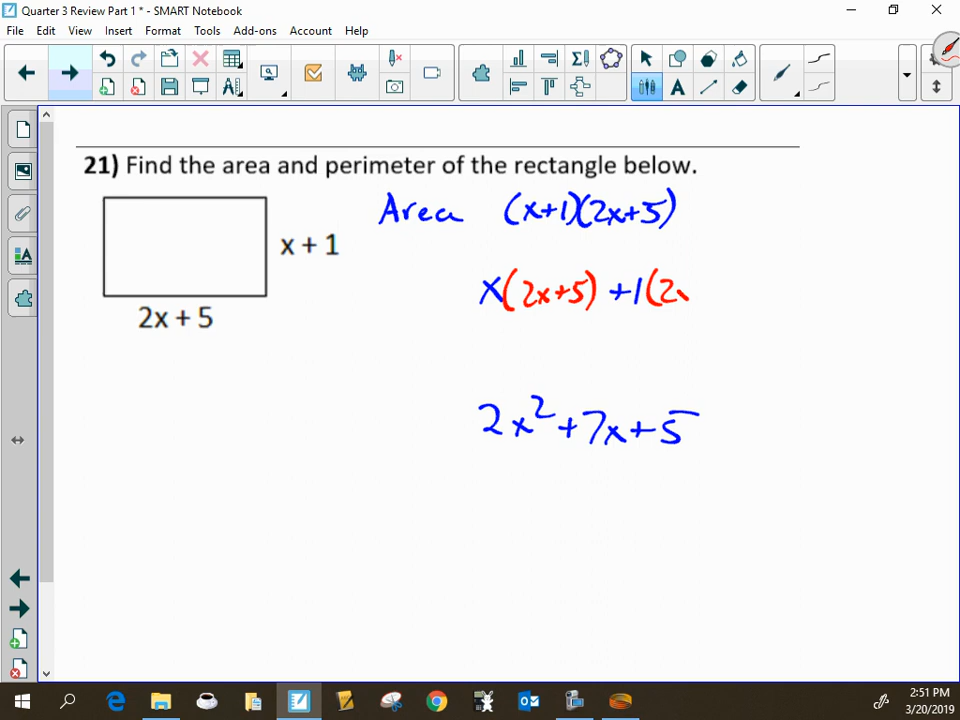 Quarter 3 Review Part 1 * - SMART Notebook
File Edit View Insert Format Tools Add-ons Account Help
21) Find the area and perimeter of the rectangle below.
Area (x+1)(2x+5)
x + 1
x(2x+5) +1(2x
2x + 5
2x²+7x+5
2:51 PM
3/20/2019